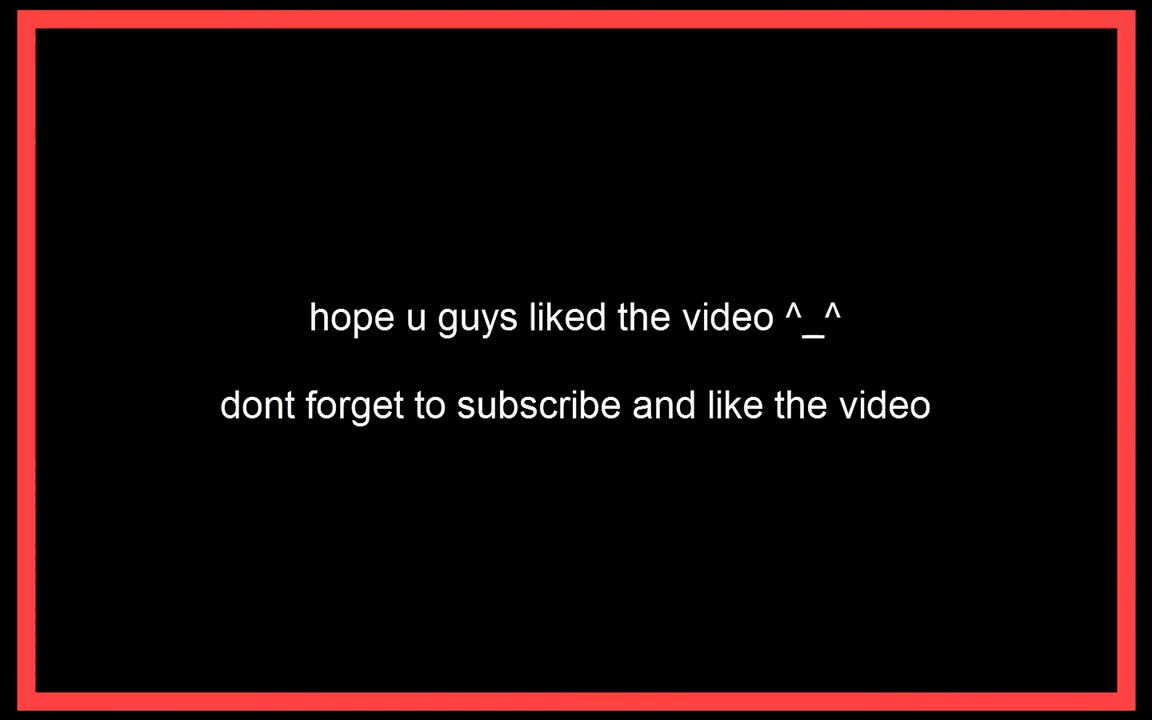 hope u guys liked the video ^_^
dont forget to subscribe and like the video